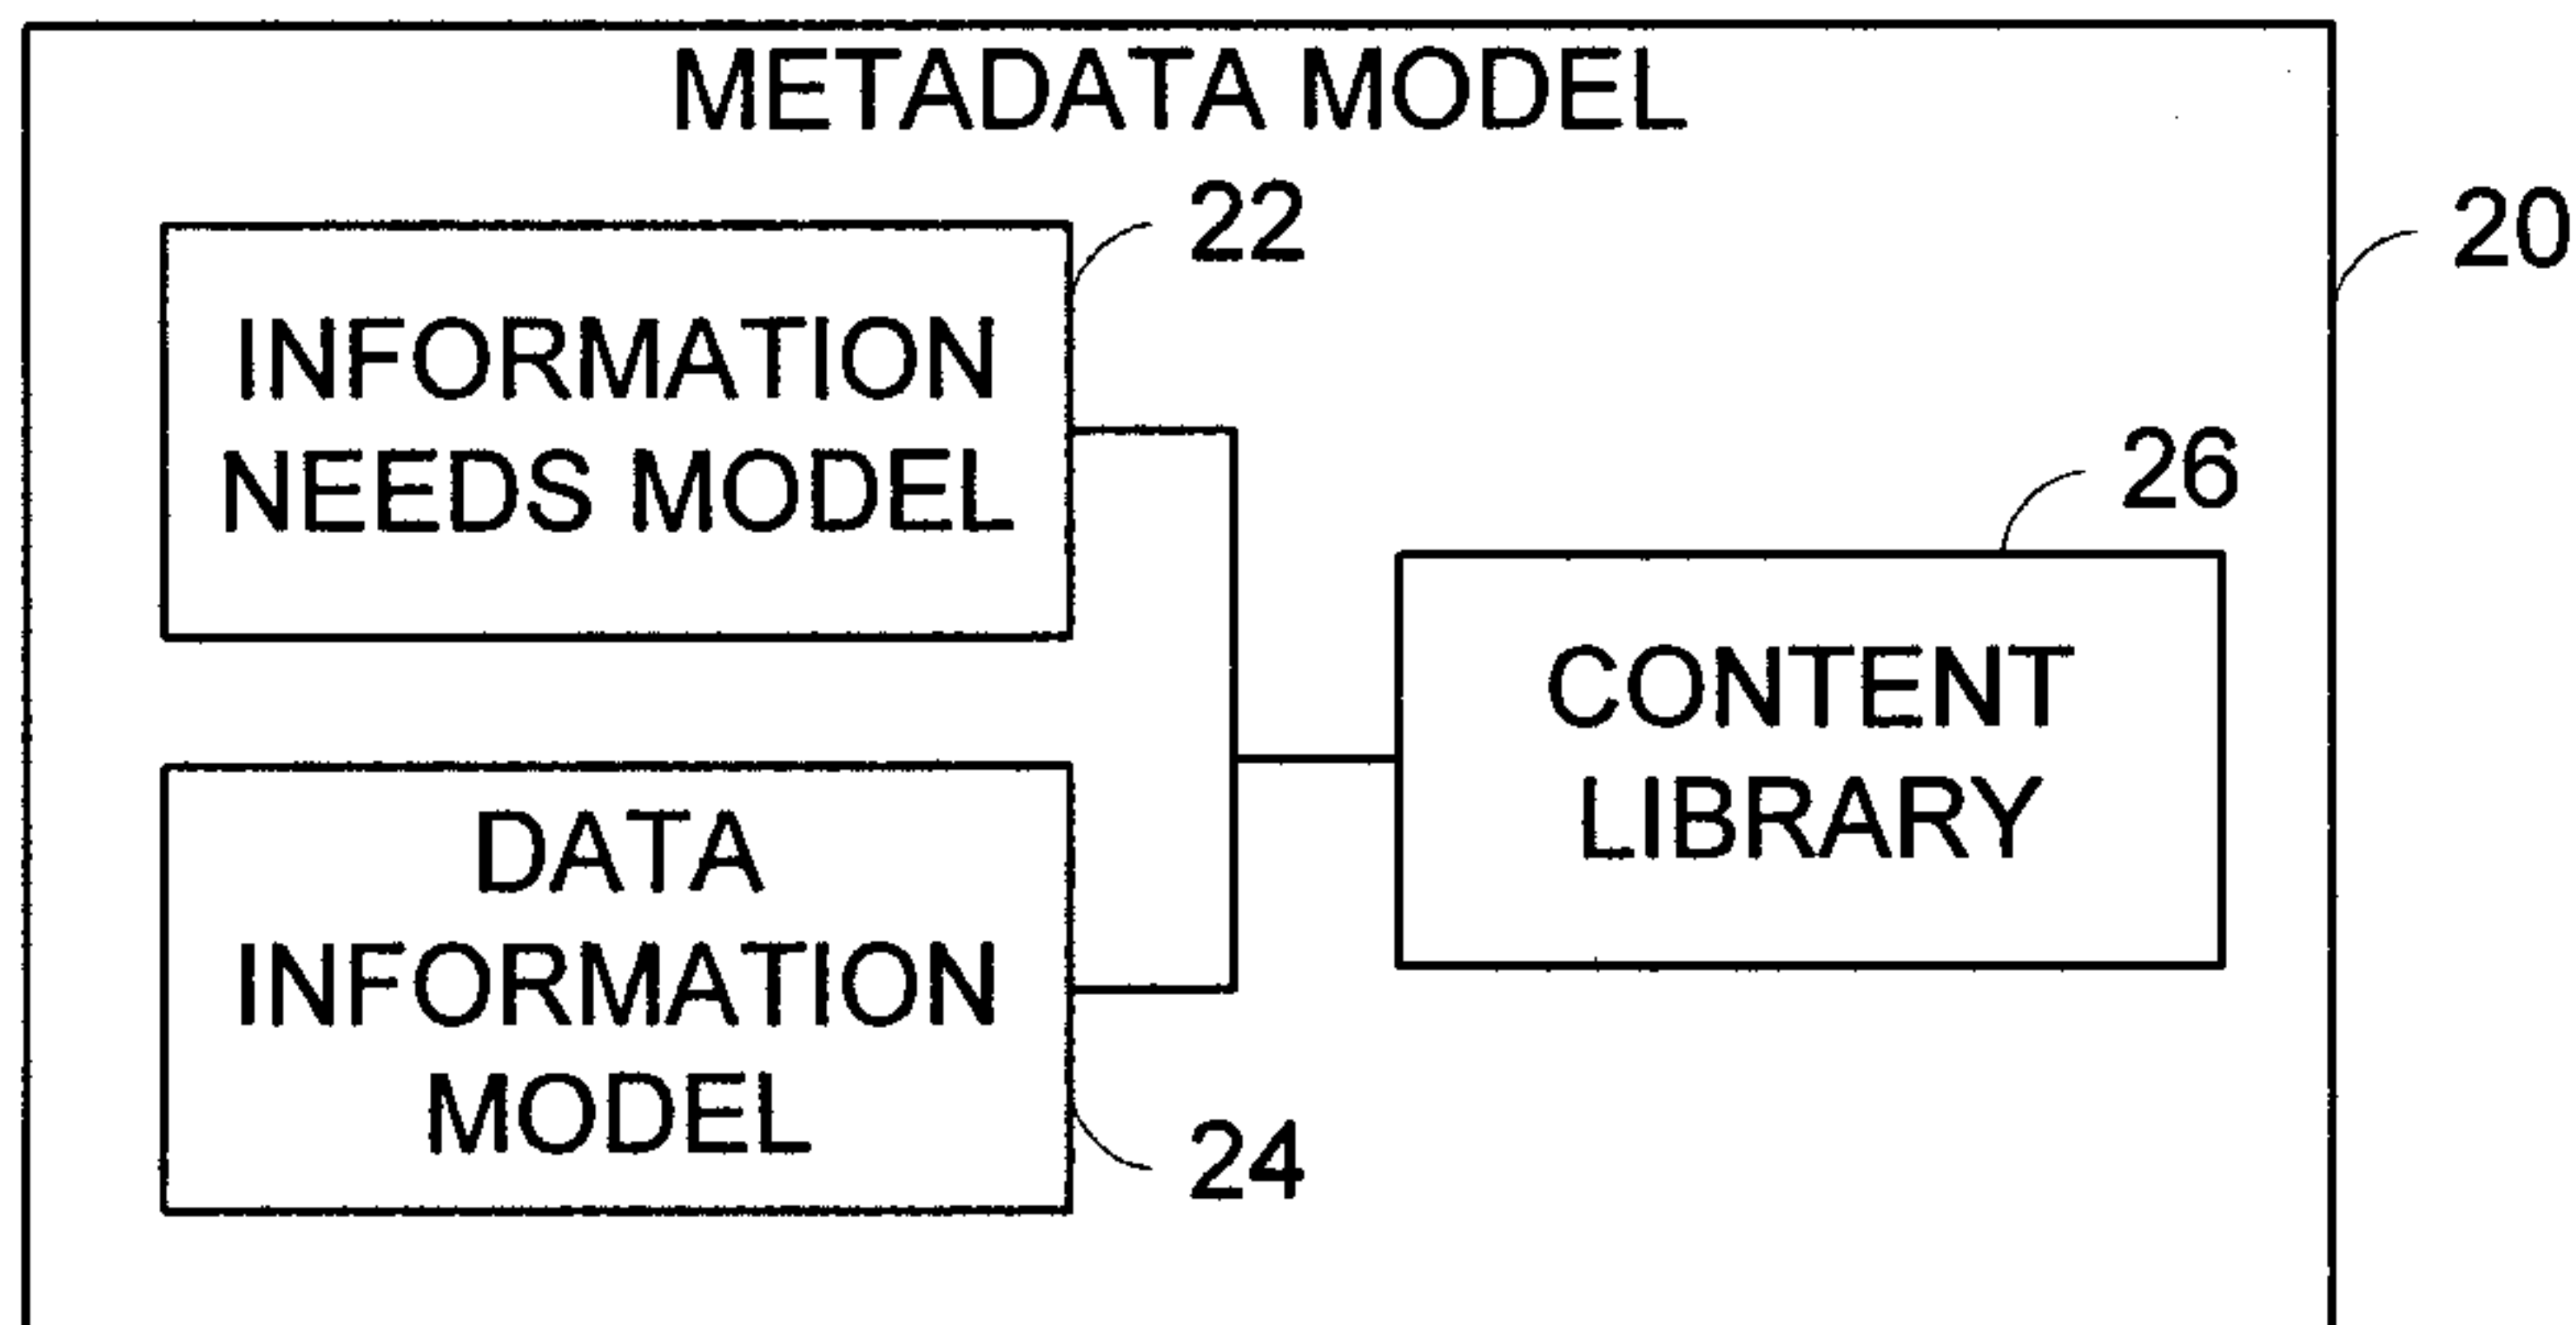 METADATA MODEL
22
20
INFORMATION
NEEDS MODEL
26
CONTENT
LIBRARY
DATA
INFORMATION
MODEL
24